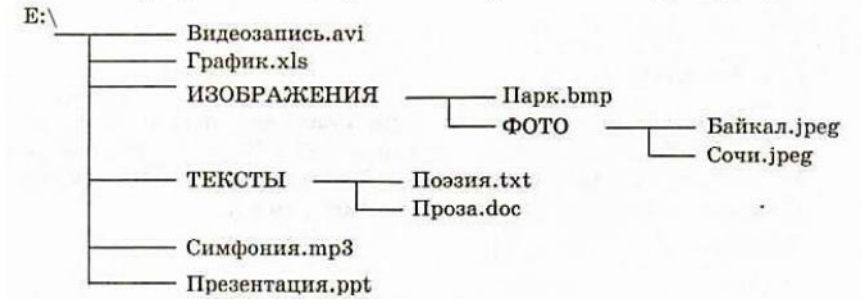 E:\
Видеозапись.avi
График.xls
ИЗОБРАЖЕНИЯ Парк.bmp
ФОТО Байкал.jpeg
Сочи.jpeg
ТЕКСТЫ Поэзия.txt
Проза.doc
Симфония.mp3
Презентация.ppt